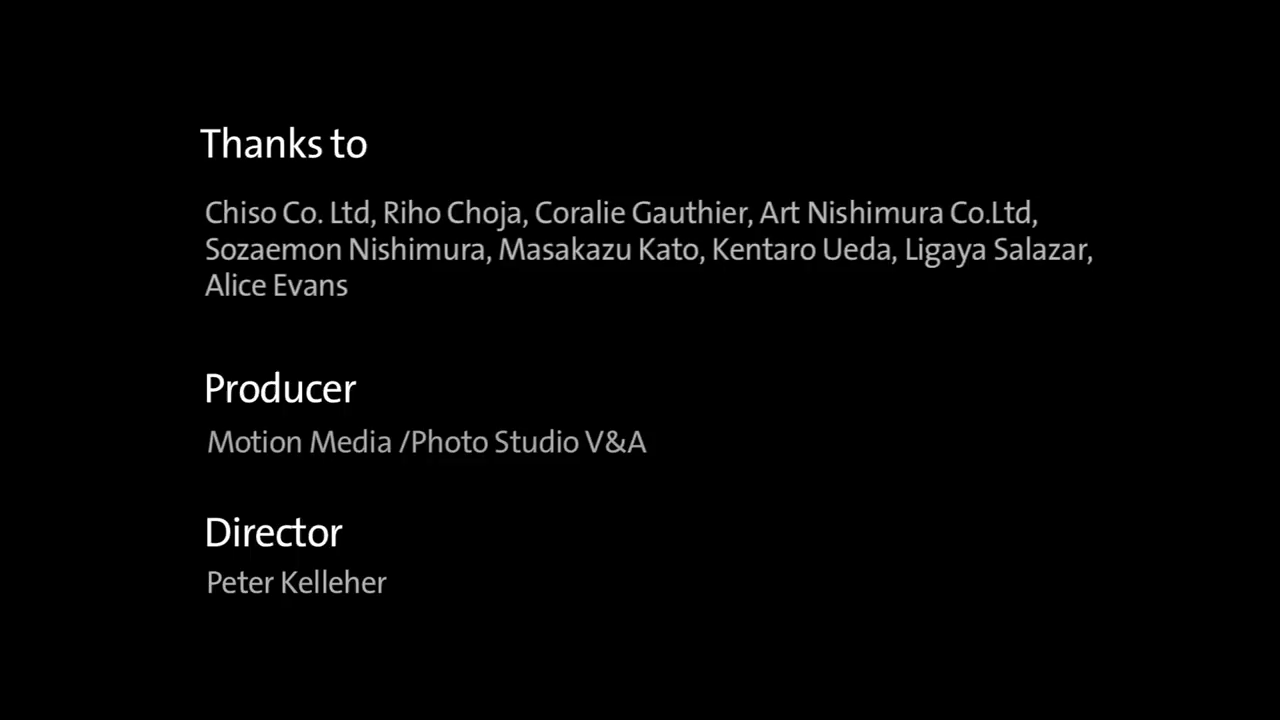 Thanks to
Chiso Co. Ltd, Riho Choja, Coralie Gauthier, Art Nishimura Co.Ltd,
Sozaemon Nishimura, Masakazu Kato, Kentaro Ueda, Ligaya Salazar,
Alice Evans
Producer
Motion Media /Photo Studio V&A
Director
Peter Kelleher